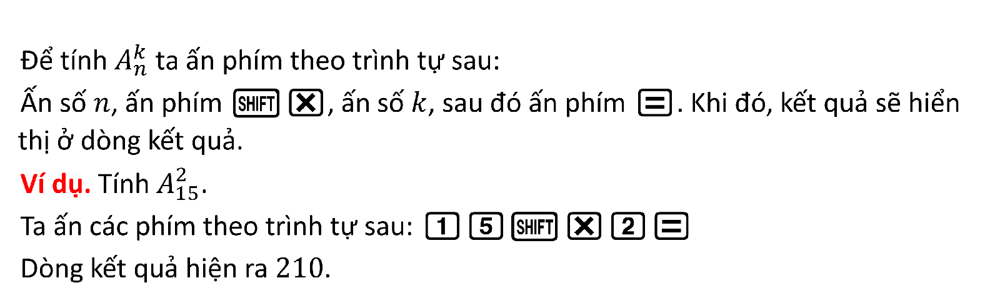 Để tính $A_n^k$ ta ấn phím theo trình tự sau:
Ấn số $n$, ấn phím SHIFT ×, ấn số $k$, sau đó ấn phím =. Khi đó, kết quả sẽ hiển
thị ở dòng kết quả.
Ví dụ. Tính $A_{15}^2$.
Ta ấn các phím theo trình tự sau: 1 5 SHIFT × 2 =
Dòng kết quả hiện ra 210.